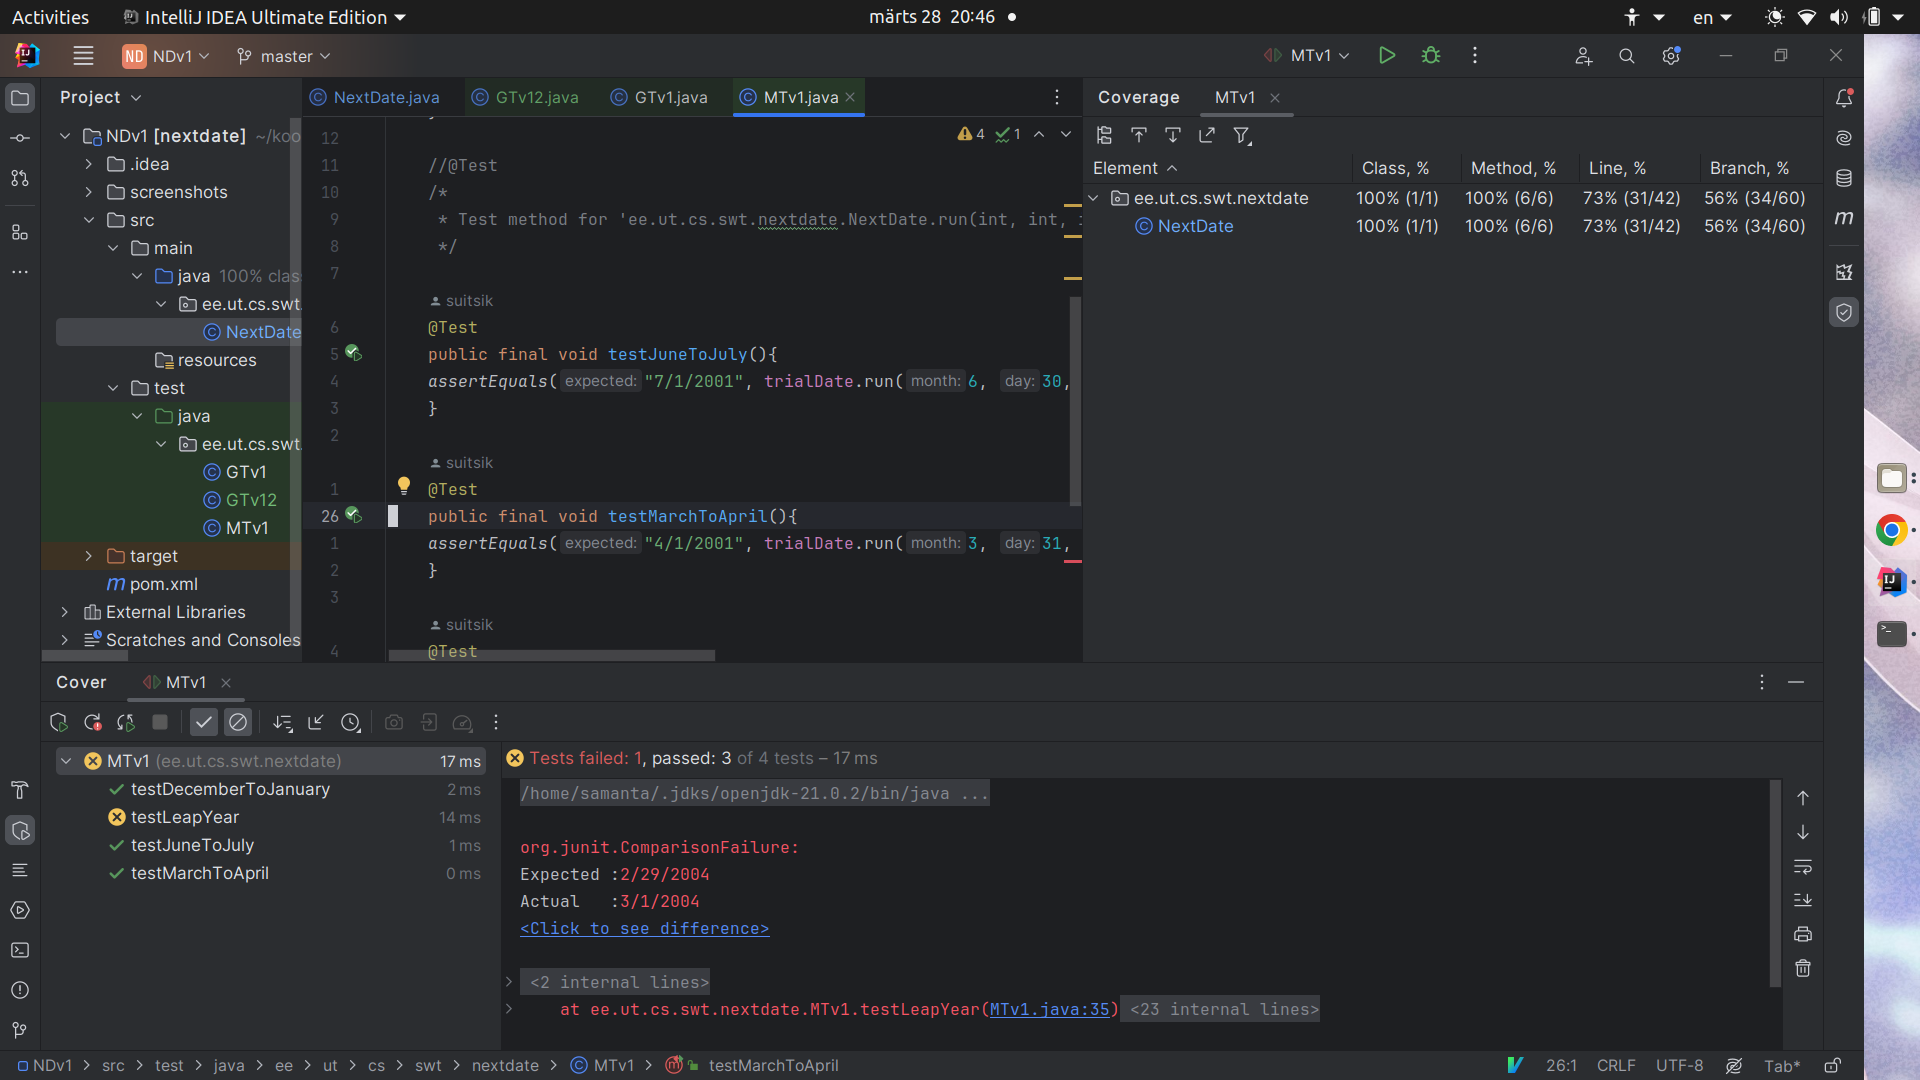 Activities
IntelliJ IDEA Ultimate Edition
märts 28 20:46
en
IJ
ND NDv1
master
MTv1
Project
NDv1 [nextdate] ~/koo
.idea
screenshots
src
main
java 100% clas
ee.ut.cs.swt.
NextDate
resources
test
java
ee.ut.cs.swt.
GTv1
GTv12
MTv1
target
pom.xml
External Libraries
Scratches and Consoles
NextDate.java
GTv12.java
GTv1.java
MTv1.java
4 1
12
11 //@Test
10 /*
9 * Test method for 'ee.ut.cs.swt.nextdate.NextDate.run(int, int,
8 */
7
suitsik
6 @Test
5 public final void testJuneToJuly(){
4 assertEquals( expected: "7/1/2001", trialDate.run( month: 6, day: 30,
3 }
2
suitsik
1 @Test
26 public final void testMarchToApril(){
1 assertEquals( expected: "4/1/2001", trialDate.run( month: 3, day: 31,
2 }
3
suitsik
4 @Test
Coverage
MTv1
Element Class, % Method, % Line, % Branch, %
ee.ut.cs.swt.nextdate 100% (1/1) 100% (6/6) 73% (31/42) 56% (34/60)
NextDate 100% (1/1) 100% (6/6) 73% (31/42) 56% (34/60)
Cover
MTv1
MTv1 (ee.ut.cs.swt.nextdate) 17 ms
testDecemberToJanuary 2 ms
testLeapYear 14 ms
testJuneToJuly 1 ms
testMarchToApril 0 ms
Tests failed: 1, passed: 3 of 4 tests – 17 ms
/home/samanta/.jdks/openjdk-21.0.2/bin/java ...
org.junit.ComparisonFailure:
Expected :2/29/2004
Actual :3/1/2004
<Click to see difference>
<2 internal lines>
at ee.ut.cs.swt.nextdate.MTv1.testLeapYear(MTv1.java:35) <23 internal lines>
NDv1 > src > test > java > ee > ut > cs > swt > nextdate > MTv1 > testMarchToApril
26:1 CRLF UTF-8 Tab*